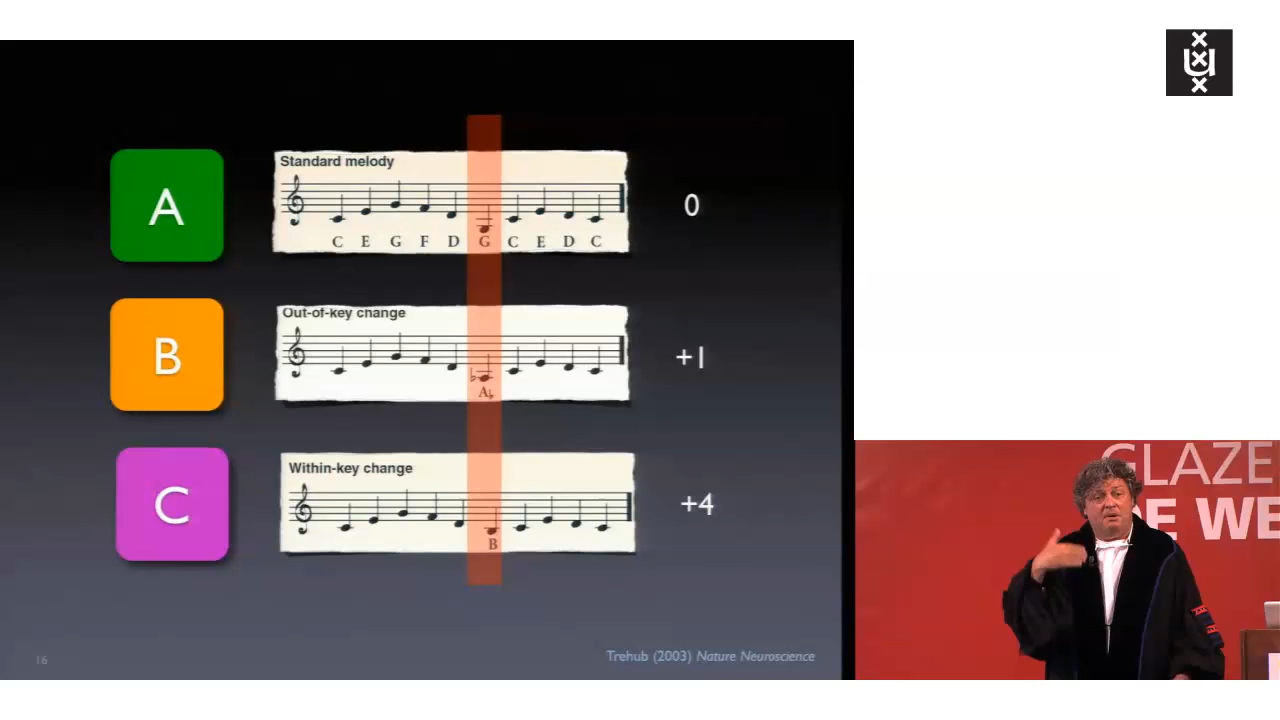 A
Standard melody
C E G F D G C E D C
0
B
Out-of-key change
A♭
+1
C
Within-key change
B
+4
16
Trehub (2003) Nature Neuroscience
GLAZE
DE WE
U